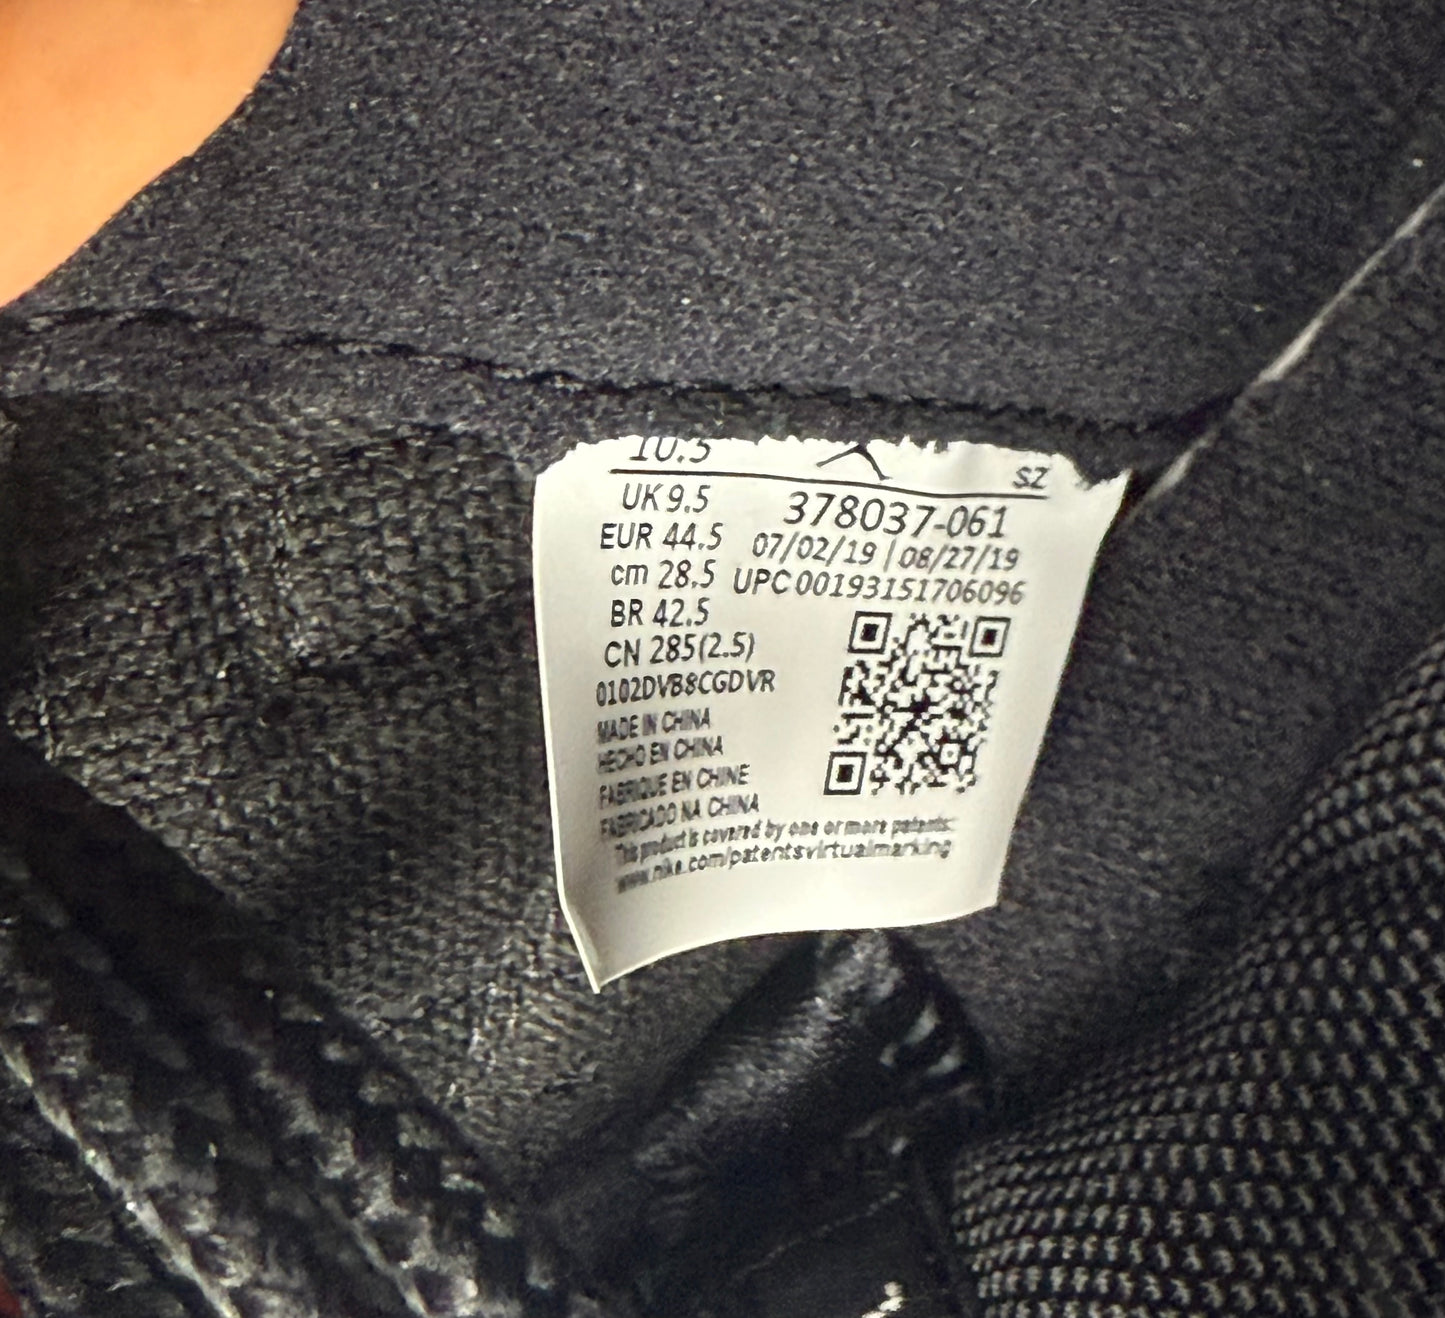 10.5
SZ
UK 9.5
378037-061
EUR 44.5
07/02/19 | 08/27/19
cm 28.5
UPC 00193151706096
BR 42.5
CN 285(2.5)
0102DVB8CGDVR
MADE IN CHINA
HECHO EN CHINA
FABRIQUE EN CHINE
FABRICADO NA CHINA
This product is covered by one or more patents:
www.nike.com/patentsvirtualmarking